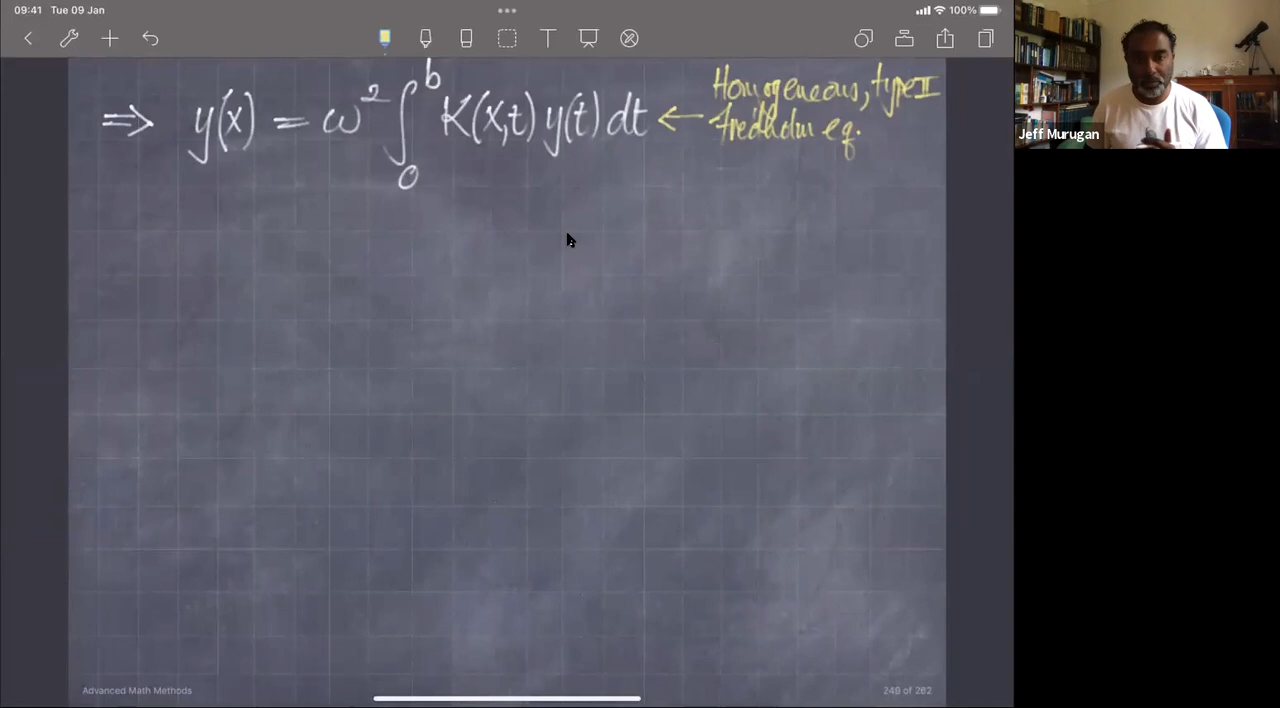 09:41 Tue 09 Jan
100%
Jeff Murugan
⇒ y(x) = ω² ∫₀ᵇ K(x,t) y(t) dt ← Homogeneous, type II
Fredholm eq.
Advanced Math Methods
249 of 262